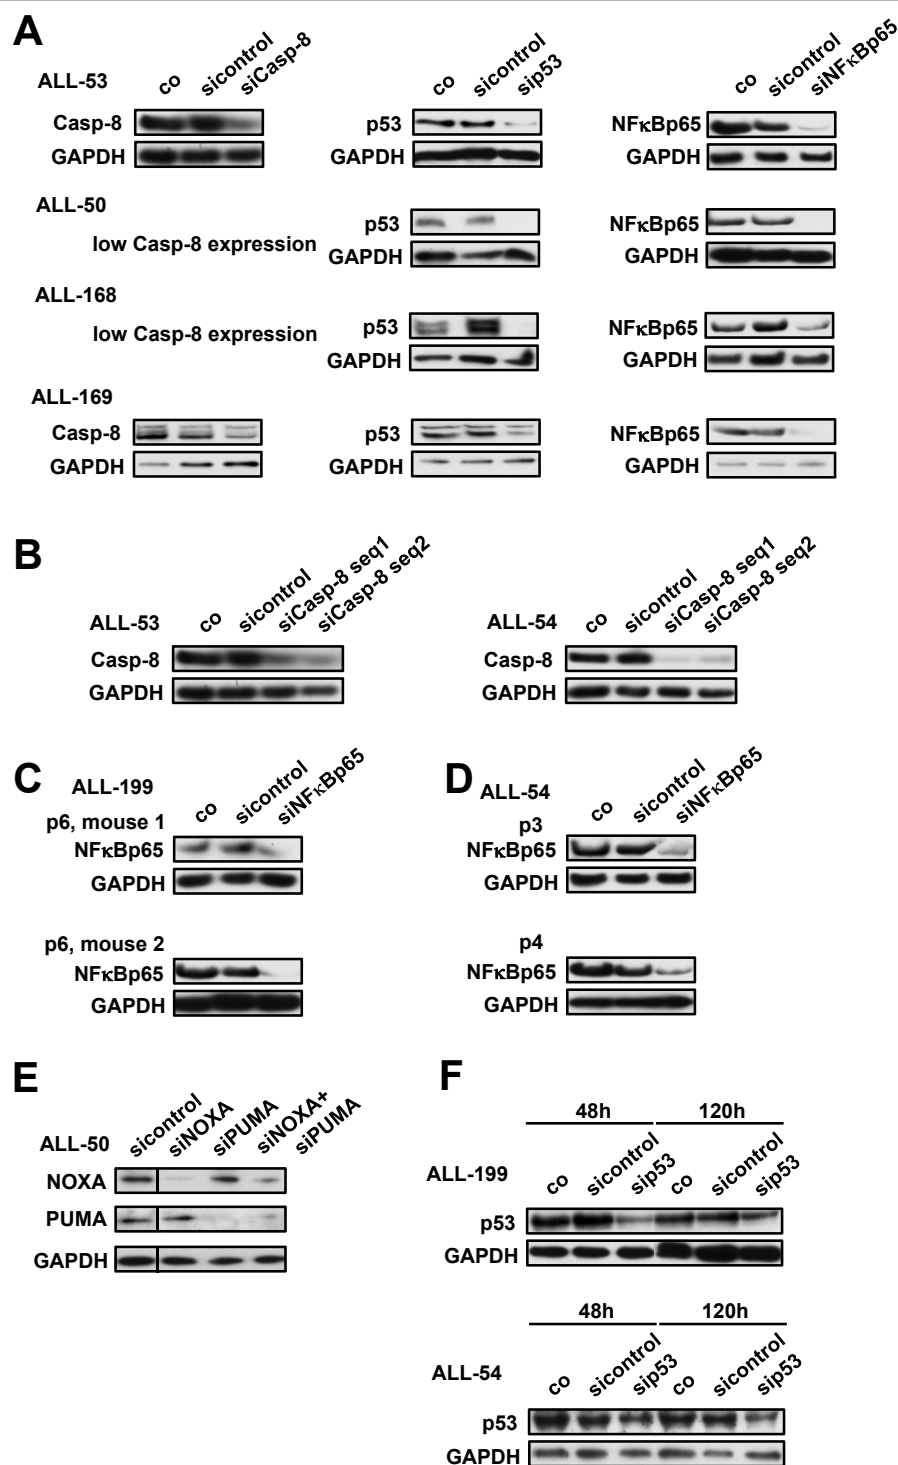 A
co sicontrol siCasp-8
co sicontrol sip53
co sicontrol siNFκBp65
ALL-53
Casp-8
p53
NFκBp65
GAPDH
GAPDH
GAPDH
ALL-50
low Casp-8 expression
p53
NFκBp65
GAPDH
GAPDH
ALL-168
low Casp-8 expression
p53
NFκBp65
GAPDH
GAPDH
ALL-169
Casp-8
p53
NFκBp65
GAPDH
GAPDH
GAPDH
B
ALL-53
co sicontrol siCasp-8 seq1 siCasp-8 seq2
Casp-8
GAPDH
ALL-54
co sicontrol siCasp-8 seq1 siCasp-8 seq2
Casp-8
GAPDH
C
ALL-199
co sicontrol siNFκBp65
p6, mouse 1
NFκBp65
GAPDH
p6, mouse 2
NFκBp65
GAPDH
D
ALL-54
co sicontrol siNFκBp65
p3
NFκBp65
GAPDH
p4
NFκBp65
GAPDH
E
ALL-50
sicontrol siNOXA siPUMA siNOXA+ siPUMA
NOXA
PUMA
GAPDH
F
48h 120h
ALL-199
co sicontrol sip53 co sicontrol sip53
p53
GAPDH
48h 120h
ALL-54
co sicontrol sip53 co sicontrol sip53
p53
GAPDH